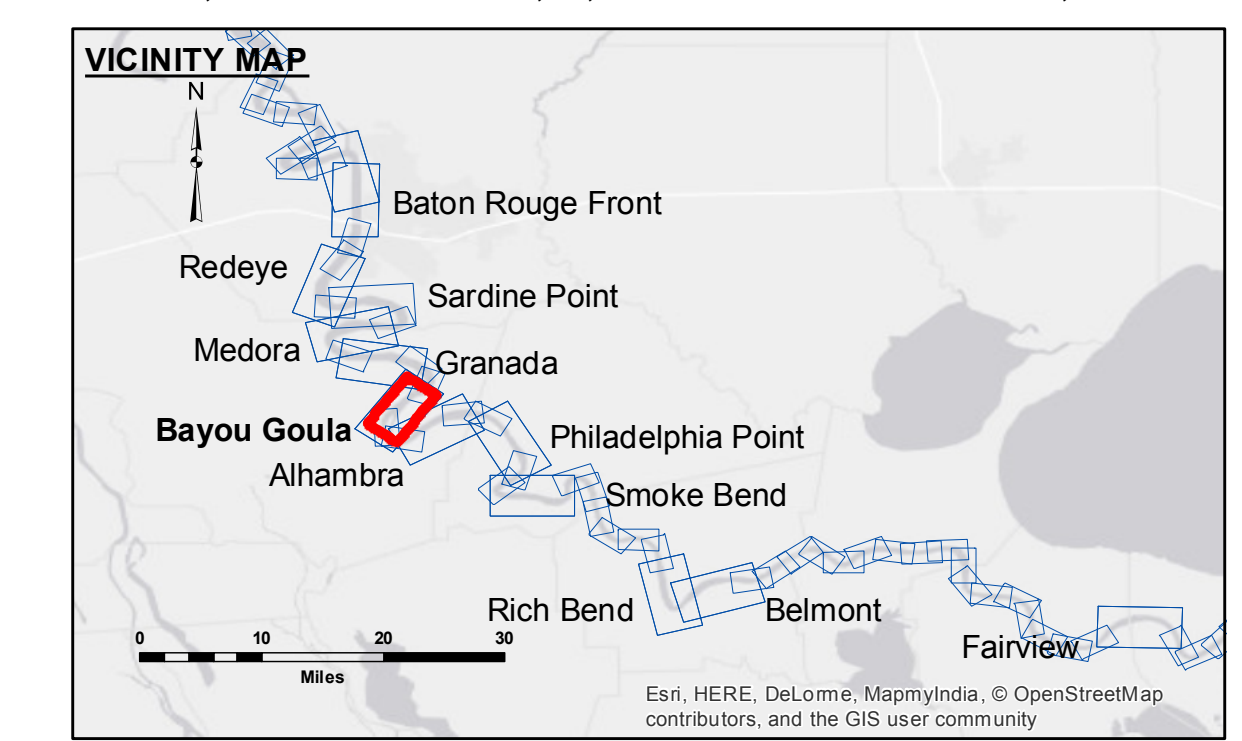 VICINITY MAP
N
Baton Rouge Front
Redeye
Sardine Point
Medora
Granada
Bayou Goula
Philadelphia Point
Alhambra
Smoke Bend
Rich Bend
Belmont
Fairview
0 10 20 30
Miles
Esri, HERE, DeLorme, MapmyIndia, © OpenStreetMap
contributors, and the GIS user community